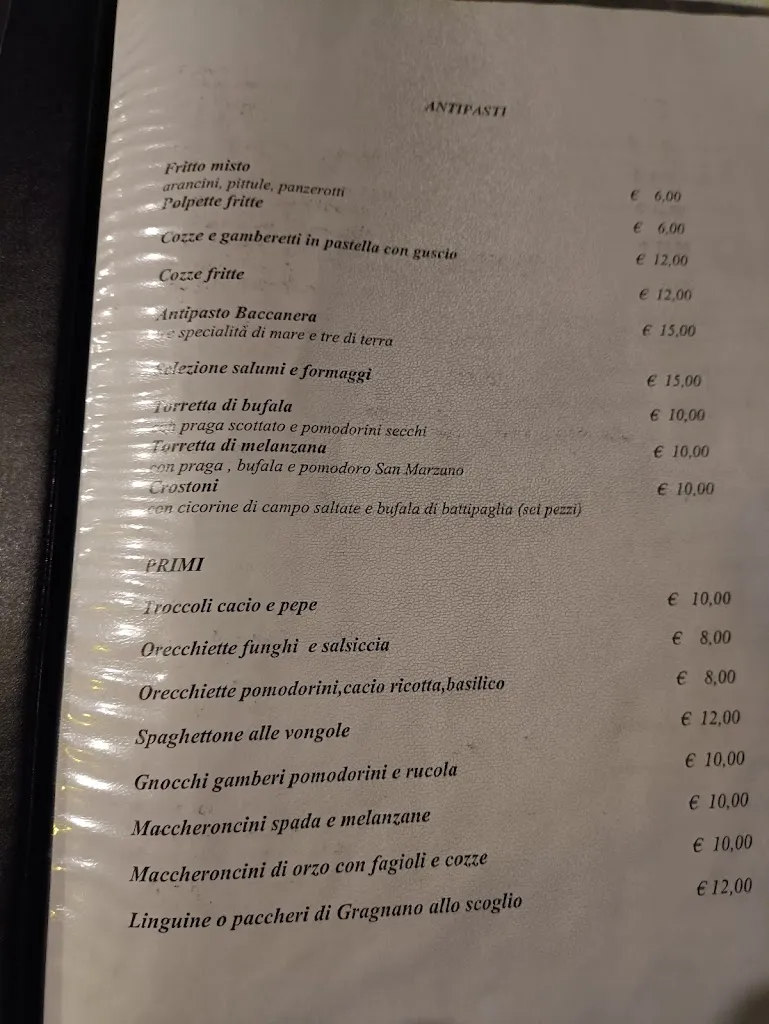 ANTIPASTI
Fritto misto
arancini, pittule, panzerotti € 6,00
Polpette fritte € 6,00
Cozze e gamberetti in pastella con guscio € 12,00
Cozze fritte € 12,00
Antipasto Baccanera € 15,00
specialità di mare e tre di terra
Selezione salumi e formaggi € 15,00
Torretta di bufala € 10,00
con praga scottato e pomodorini secchi
Torretta di melanzana € 10,00
con praga , bufala e pomodoro San Marzano
Crostoni € 10,00
con cicorine di campo saltate e bufala di battipaglia (sei pezzi)
PRIMI
Troccoli cacio e pepe € 10,00
Orecchiette funghi e salsiccia € 8,00
Orecchiette pomodorini,cacio ricotta,basilico € 8,00
Spaghettone alle vongole € 12,00
Gnocchi gamberi pomodorini e rucola € 10,00
Maccheroncini spada e melanzane € 10,00
Maccheroncini di orzo con fagioli e cozze € 10,00
Linguine o paccheri di Gragnano allo scoglio € 12,00